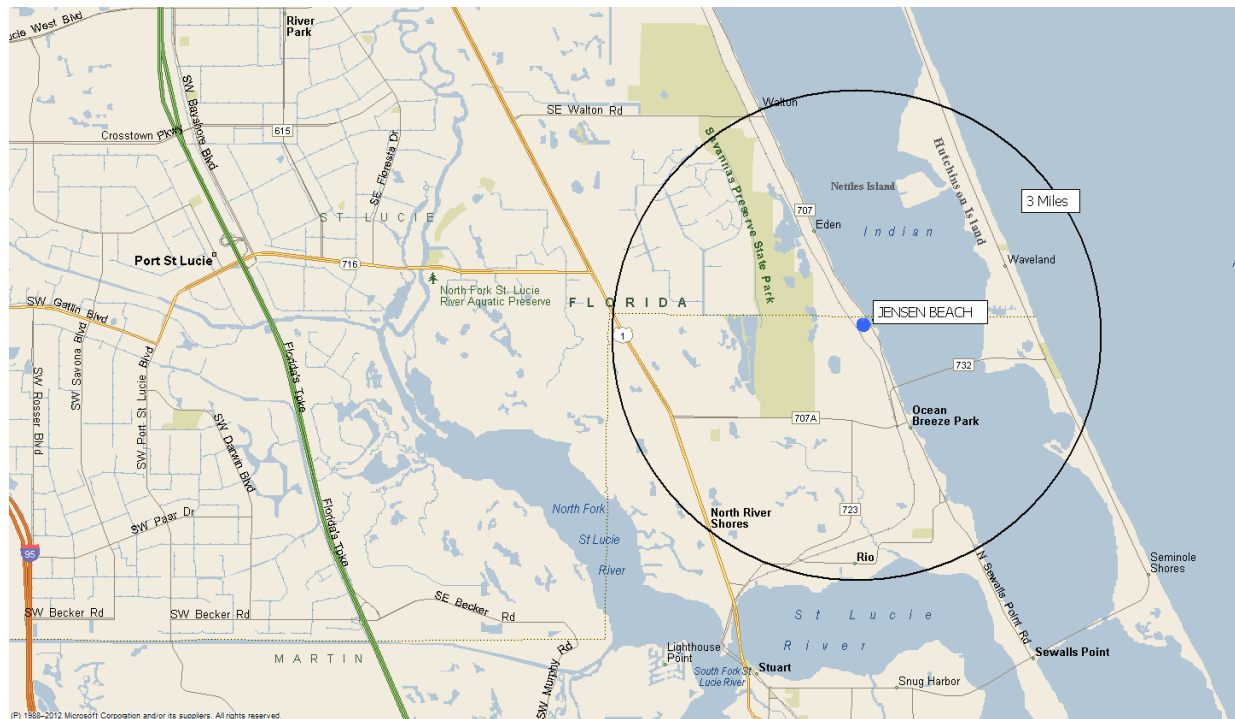 ucie West Blvd
River
Park
SW Bayshore Blvd
Crosstown Pkwy
615
SE Floresta Dr
SE Walton Rd
Walton
Savannas Preserve State Park
Hutchinson Island
Nettles Island
3 Miles
707
Eden
Indian
ST LUCIE
Port St Lucie
716
Waveland
North Fork St. Lucie
River Aquatic Preserve
FLORIDA
SW Gatlin Blvd
JENSEN BEACH
1
SW Rosser Blvd
SW Savona Blvd
SW Port St Lucie Blvd
Florida's Tpke
732
SW Darwin Blvd
707A
Ocean
Breeze Park
North Fork
St Lucie
River
North River
Shores
723
Florida's Tpke
SW Paar Dr
95
Rio
Seminole
Shores
N Sewalls Point Rd
SW Becker Rd
SW Becker Rd
SE Becker Rd
St Lucie
River
MARTIN
SW Murphy Rd
Lighthouse
Point
South Fork St
Lucie River
Stuart
Sewalls Point
Snug Harbor
(P) 1988-2012 Microsoft Corporation and/or its suppliers. All rights reserved.